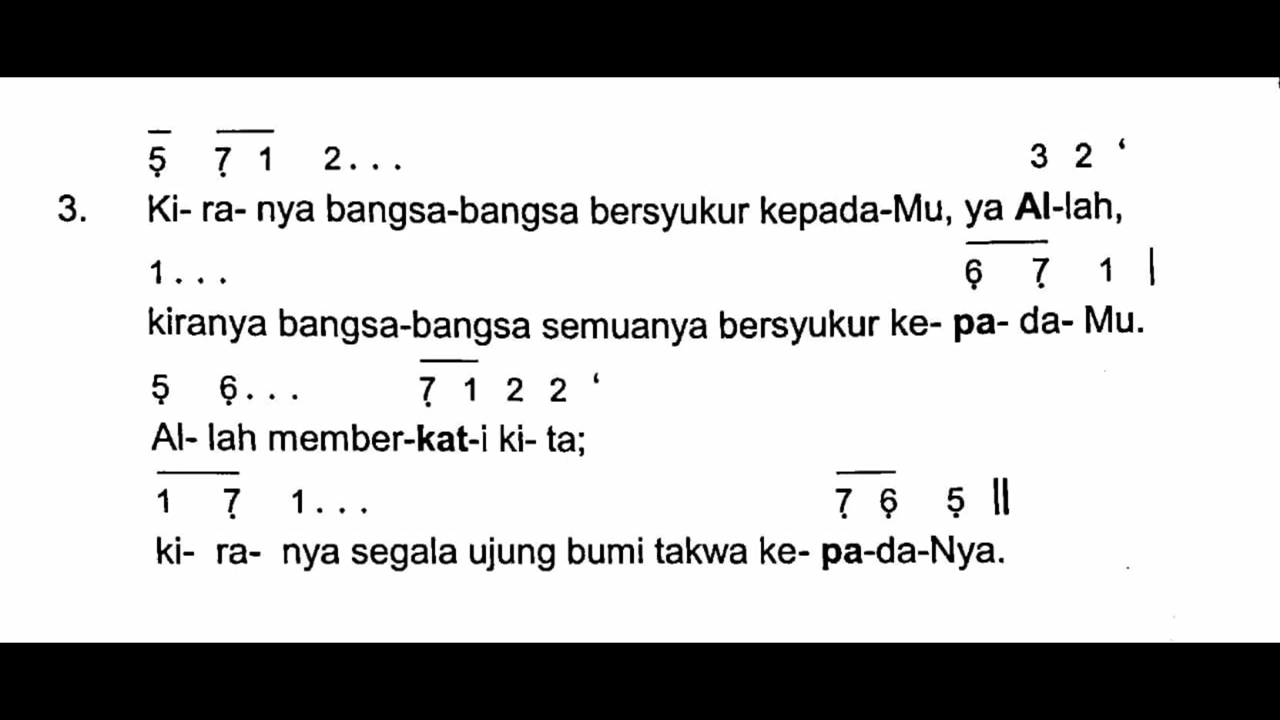 5̣ 7̣ 1 2... 3 2 ‘
3. Ki- ra- nya bangsa-bangsa bersyukur kepada-Mu, ya Al-lah,
1... 6̣ 7̣ 1 |
kiranya bangsa-bangsa semuanya bersyukur ke- pa- da- Mu.
5̣ 6̣... 7̣ 1 2 2 ‘
Al- lah member-kat-i ki- ta;
1 7̣ 1... 7̣ 6̣ 5̣ ||
ki- ra- nya segala ujung bumi takwa ke- pa-da-Nya.